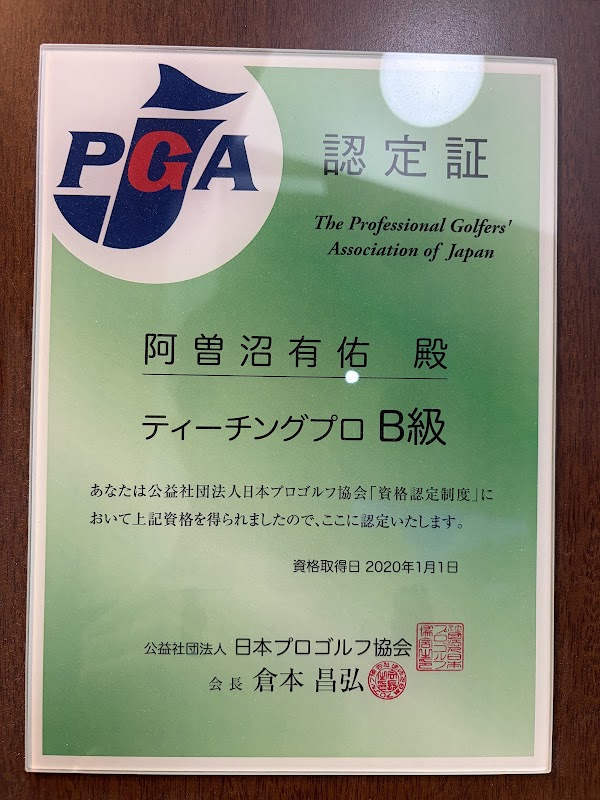 PGA
認定証
The Professional Golfers'
Association of Japan
阿曽沼有佑 殿
ティーチングプロ B級
あなたは公益社団法人日本プロゴルフ協会「資格認定制度」に
おいて上記資格を得られましたので、ここに認定いたします。
資格取得日 2020年1月1日
公益社団法人 日本プロゴルフ協会
会長 倉本 昌弘